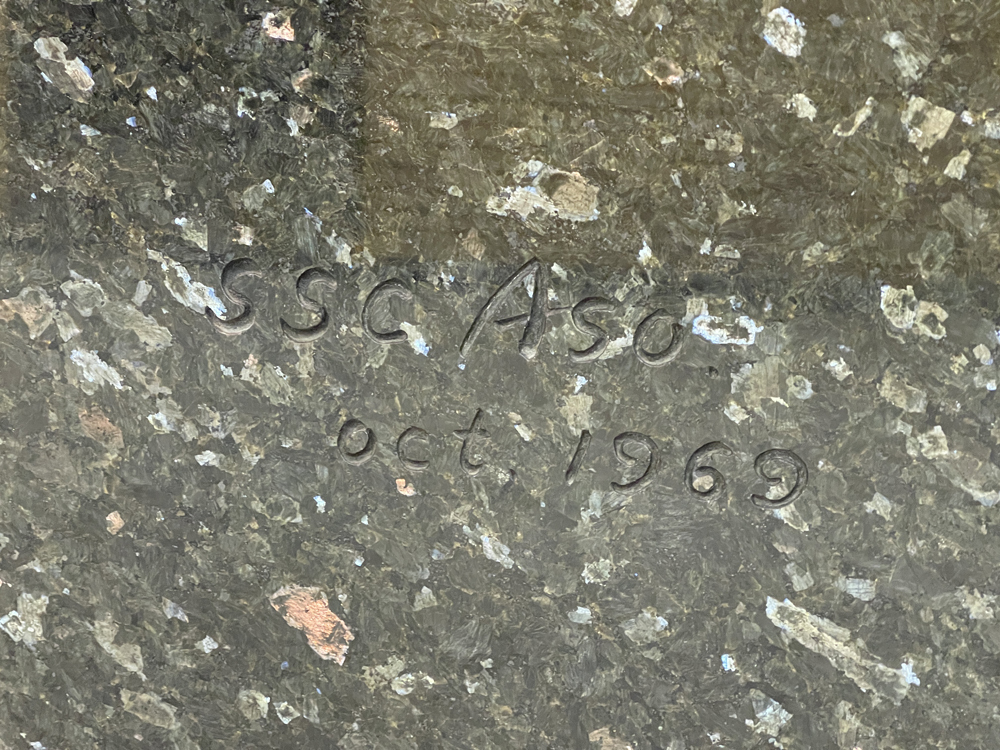 SSC Aso
oct, 1969